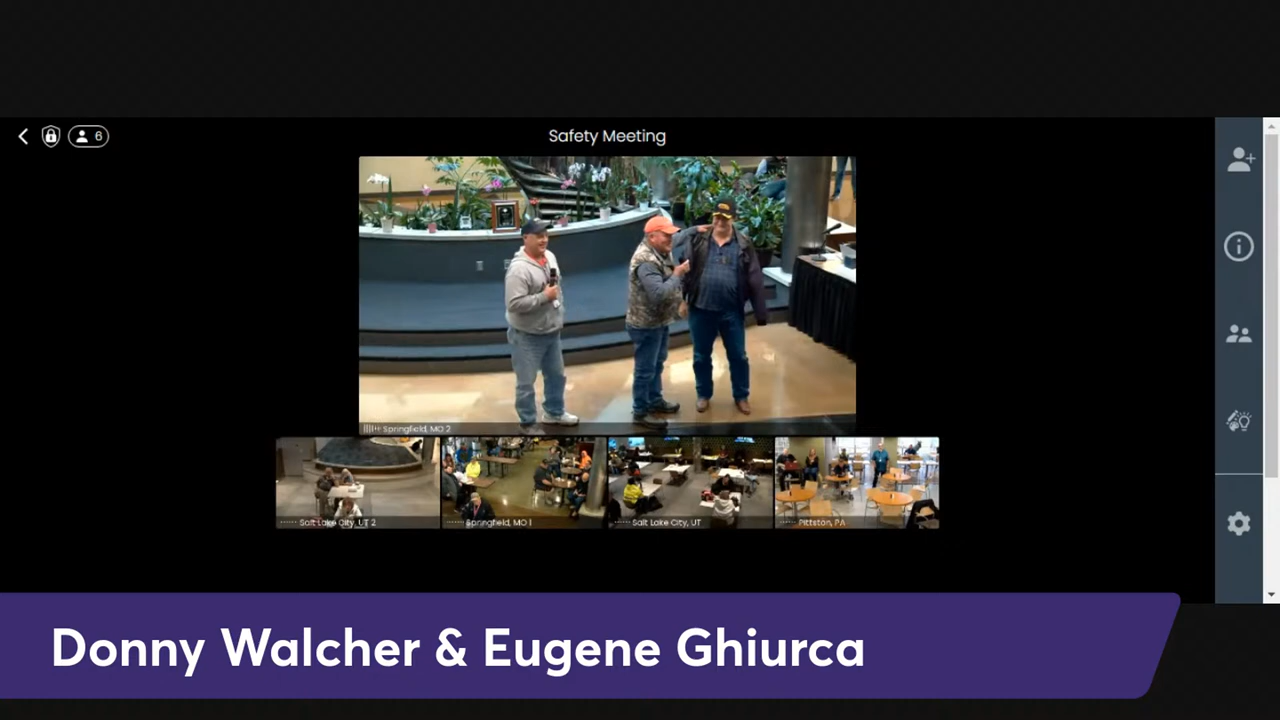 6
Safety Meeting
Springfield, MO 2
Salt Lake City, UT 2
Springfield, MO 1
Salt Lake City, UT
Pittston, PA
Donny Walcher & Eugene Ghiurca